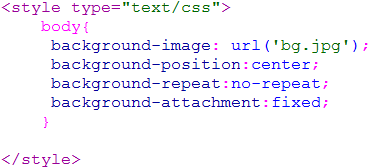 <style type="text/css">
body{
background-image: url('bg.jpg');
background-position:center;
background-repeat:no-repeat;
background-attachment:fixed;
}
</style>